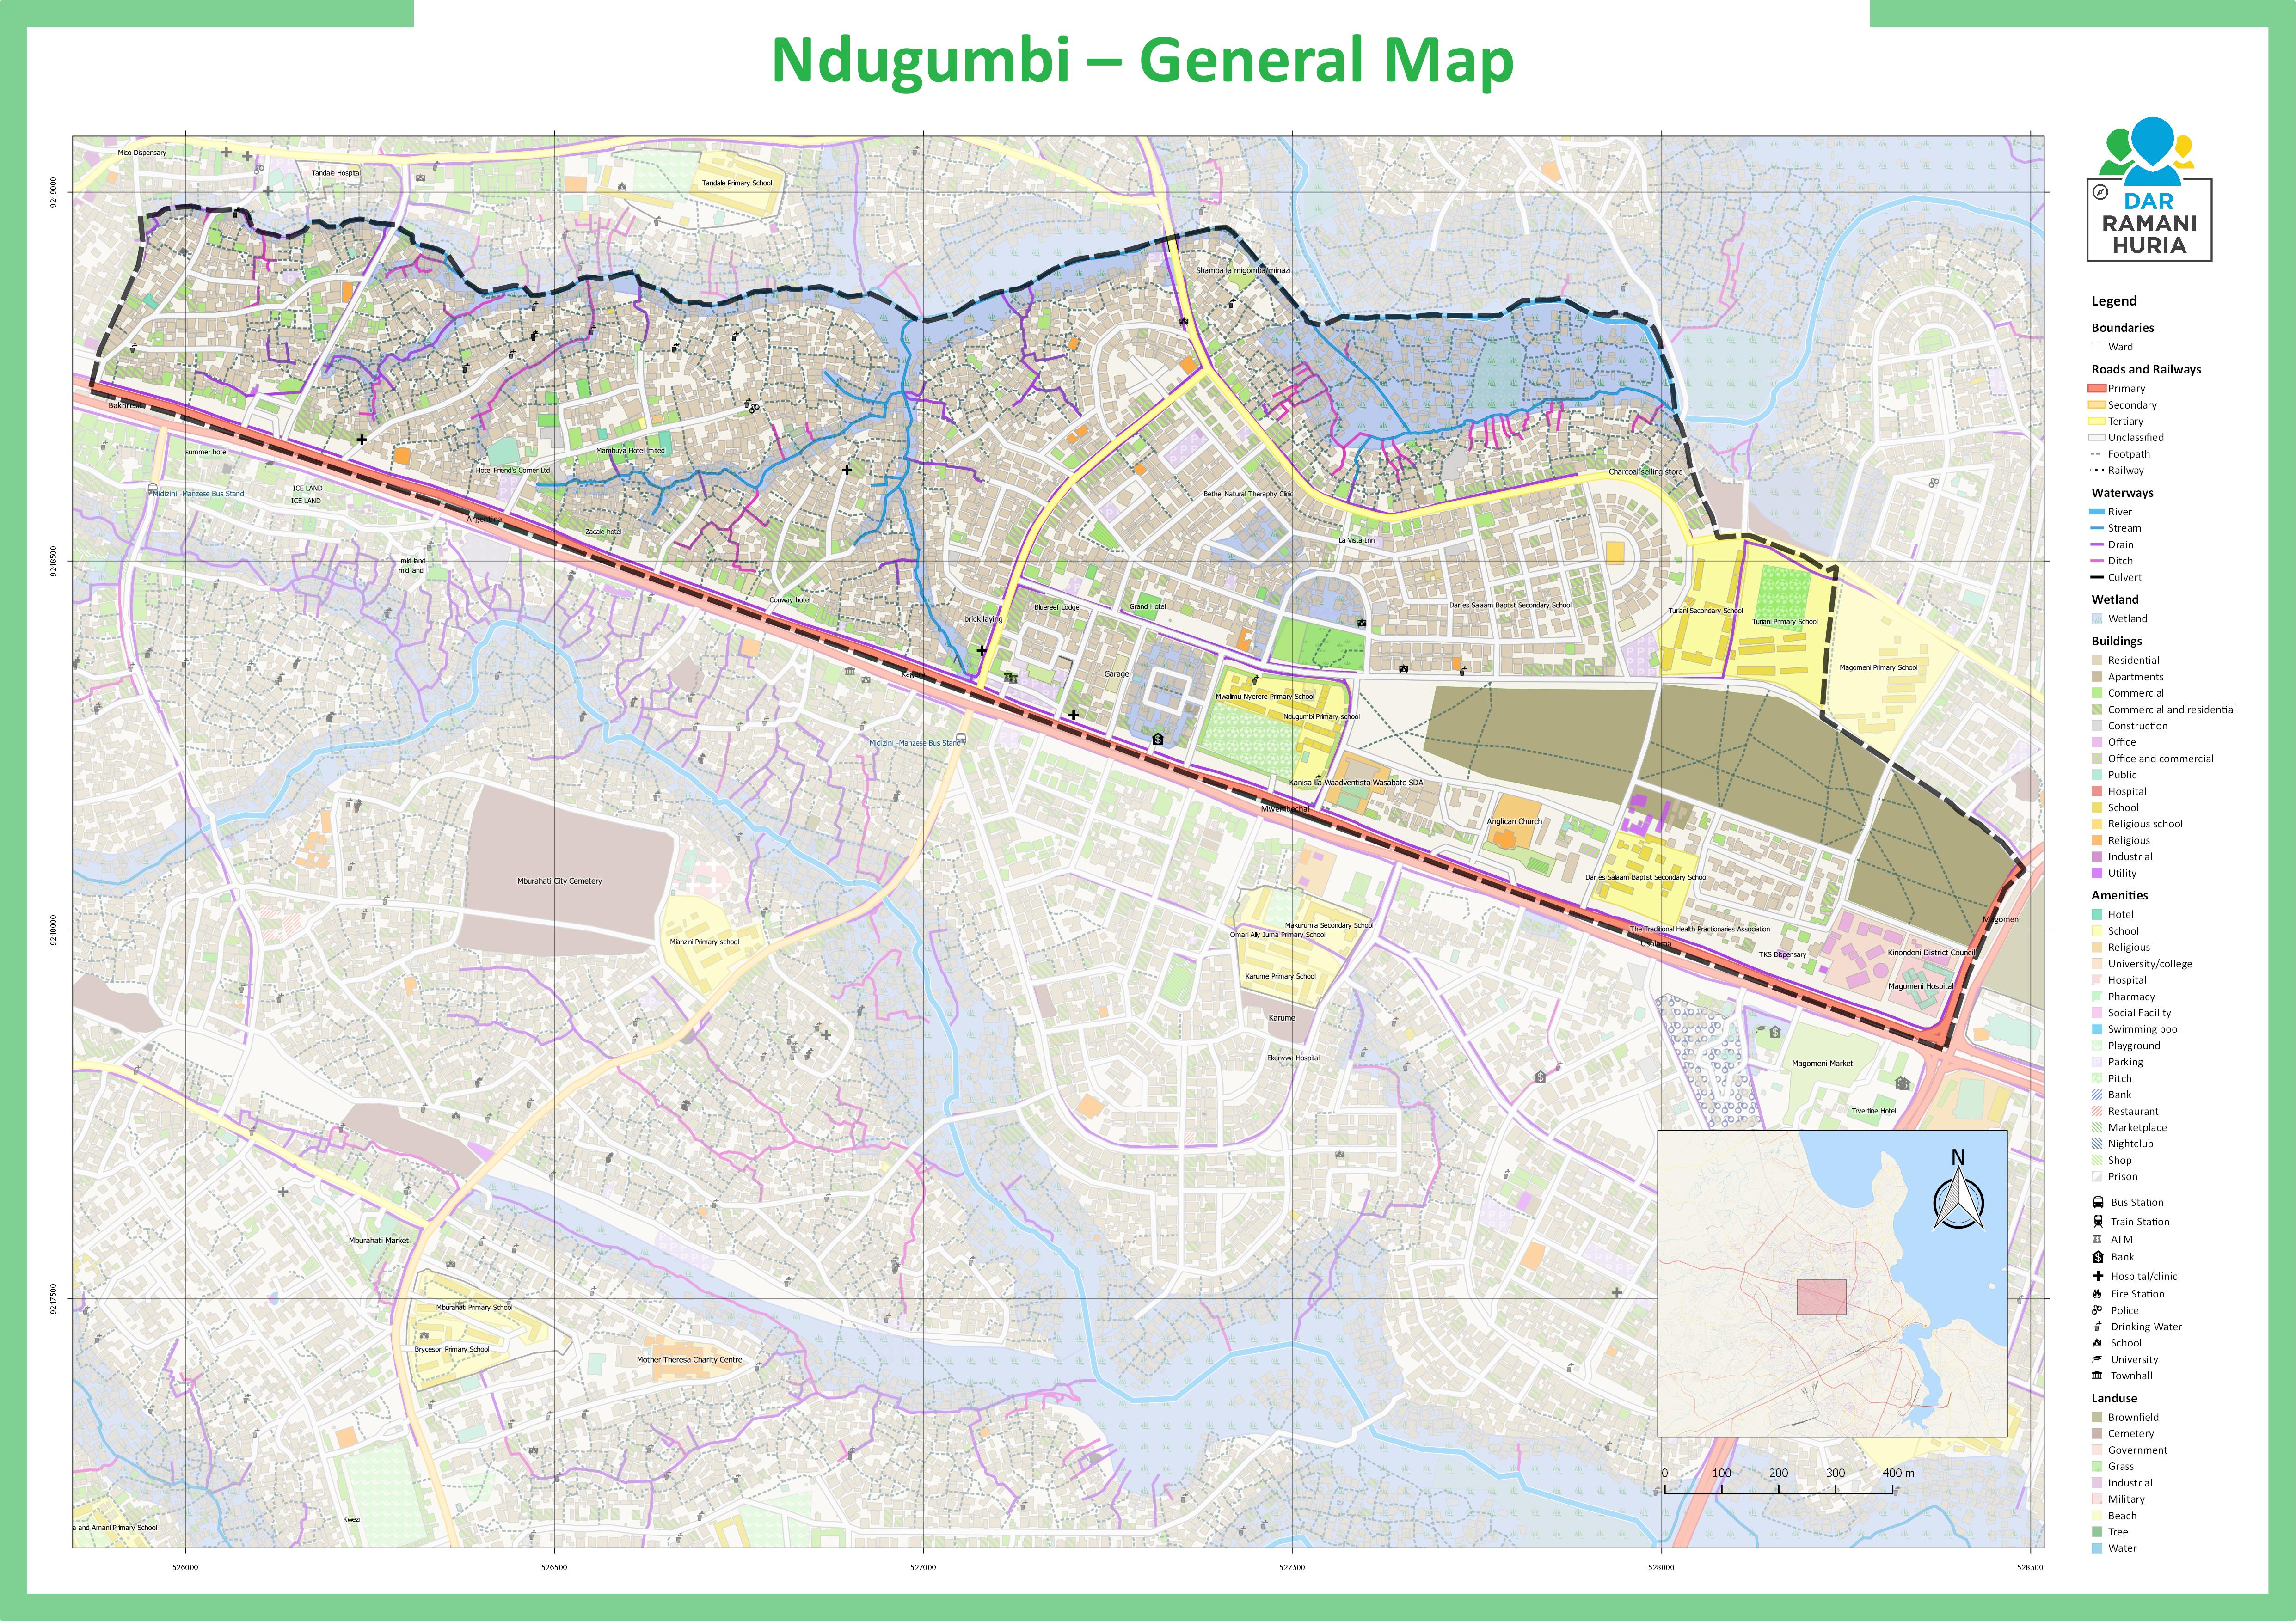 Ndugumbi – General Map
DAR
RAMANI
HURIA
Mico Dispensary
Tandale Hospital
Tandale Primary School
Shamba la migomba/minazi
Bakhresa
summer hotel
Midizini -Manzese Bus Stand
ICE LAND
ICE LAND
Hotel Friend's Corner Ltd
Mambuya Hotel limited
Argentina
Zacale hotel
mid land
mid land
Bethel Natural Theraphy Clinic
Charcoal selling store
La Vista Inn
Conway hotel
brick laying
Bluereef Lodge
Grand Hotel
Dar es Salaam Baptist Secondary School
Turiani Secondary School
Turiani Primary School
Magomeni Primary School
Garage
Mwalimu Nyerere Primary School
Ndugumbi Primary school
Midizini -Manzese Bus Stand
Kanisa La Waadventista Wasabato SDA
Anglican Church
Mburahati City Cemetery
Dar es Salaam Baptist Secondary School
Mianzini Primary school
Makurumla Secondary School
Omari Ally Juma Primary School
The Traditional Health Practionaries Association
Magomeni
TKS Dispensary
Kinondoni District Council
Karume Primary School
Magomeni Hospital
Karume
Ekenywa Hospital
Magomeni Market
Trvertine Hotel
Mburahati Market
Mburahati Primary School
Bryceson Primary School
Mother Theresa Charity Centre
Kwezi
a and Amani Primary School
N
0 100 200 300 400 m
526000 526500 527000 527500 528000 528500
9249000
9248500
9248000
9247500
Legend
Boundaries
Ward
Roads and Railways
Primary
Secondary
Tertiary
Unclassified
Footpath
Railway
Waterways
River
Stream
Drain
Ditch
Culvert
Wetland
Wetland
Buildings
Residential
Apartments
Commercial
Commercial and residential
Construction
Office
Office and commercial
Public
Hospital
School
Religious school
Religious
Industrial
Utility
Amenities
Hotel
School
Religious
University/college
Hospital
Pharmacy
Social Facility
Swimming pool
Playground
Parking
Pitch
Bank
Restaurant
Marketplace
Nightclub
Shop
Prison
Bus Station
Train Station
ATM
Bank
Hospital/clinic
Fire Station
Police
Drinking Water
School
University
Townhall
Landuse
Brownfield
Cemetery
Government
Grass
Industrial
Military
Beach
Tree
Water